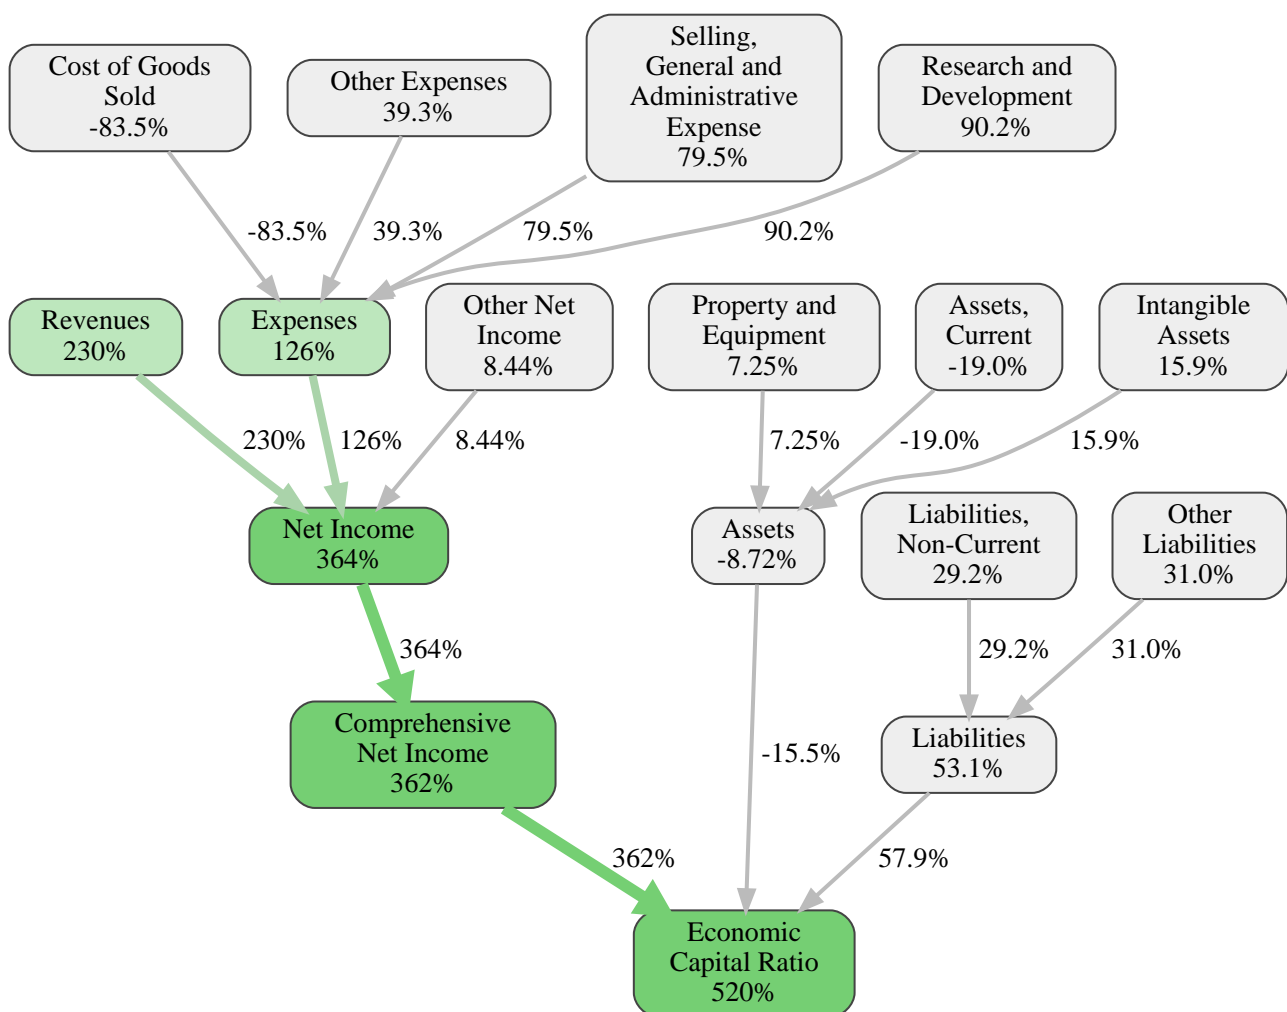 Cost of Goods
Sold
-83.5%
Other Expenses
39.3%
Selling,
General and
Administrative
Expense
79.5%
Research and
Development
90.2%
-83.5%
39.3%
79.5%
90.2%
Revenues
230%
Expenses
126%
Other Net
Income
8.44%
Property and
Equipment
7.25%
Assets,
Current
-19.0%
Intangible
Assets
15.9%
230%
126%
8.44%
7.25%
-19.0%
15.9%
Net Income
364%
Assets
-8.72%
Liabilities,
Non-Current
29.2%
Other
Liabilities
31.0%
364%
29.2%
31.0%
Comprehensive
Net Income
362%
-15.5%
Liabilities
53.1%
362%
57.9%
Economic
Capital Ratio
520%